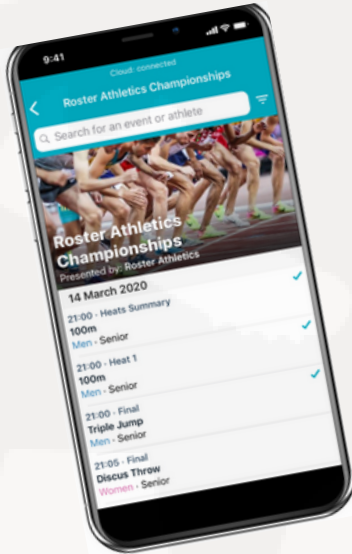 9:41
Cloud: connected
Roster Athletics Championships
Search for an event or athlete
Roster Athletics
Championships
Presented by: Roster Athletics
14 March 2020
21:00 · Heats Summary
100m
Men · Senior
21:00 · Heat 1
100m
Men · Senior
21:00 · Final
Triple Jump
Men · Senior
21:05 · Final
Discus Throw
Women · Senior